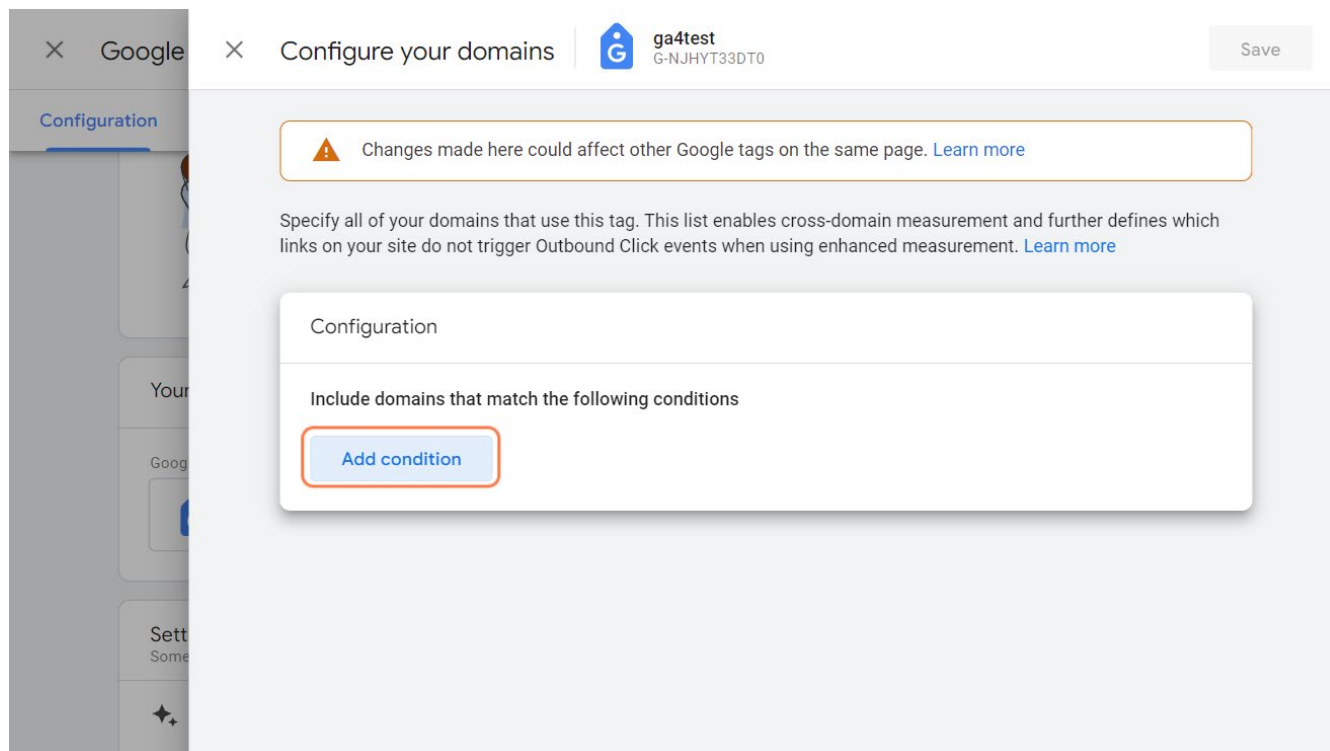 Google
Configure your domains
ga4test
G-NJHYT33DT0
Save
Configuration
Changes made here could affect other Google tags on the same page. Learn more
Specify all of your domains that use this tag. This list enables cross-domain measurement and further defines which
links on your site do not trigger Outbound Click events when using enhanced measurement. Learn more
Configuration
Your
Include domains that match the following conditions
Goog
Add condition
Sett
Some